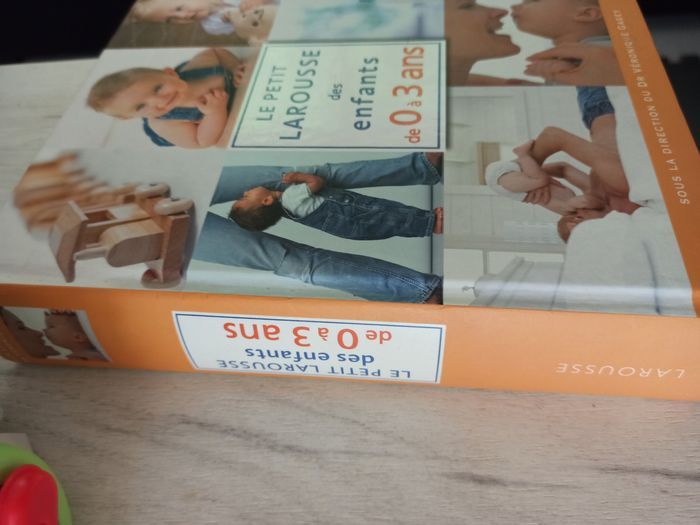 LE PETIT
LAROUSSE
des
enfants
de 0 à 3 ans
SOUS LA DIRECTION DU DR VÉRONIQUE GAGEY
LE PETIT LAROUSSE
des enfants
de 0 à 3 ans
LAROUSSE